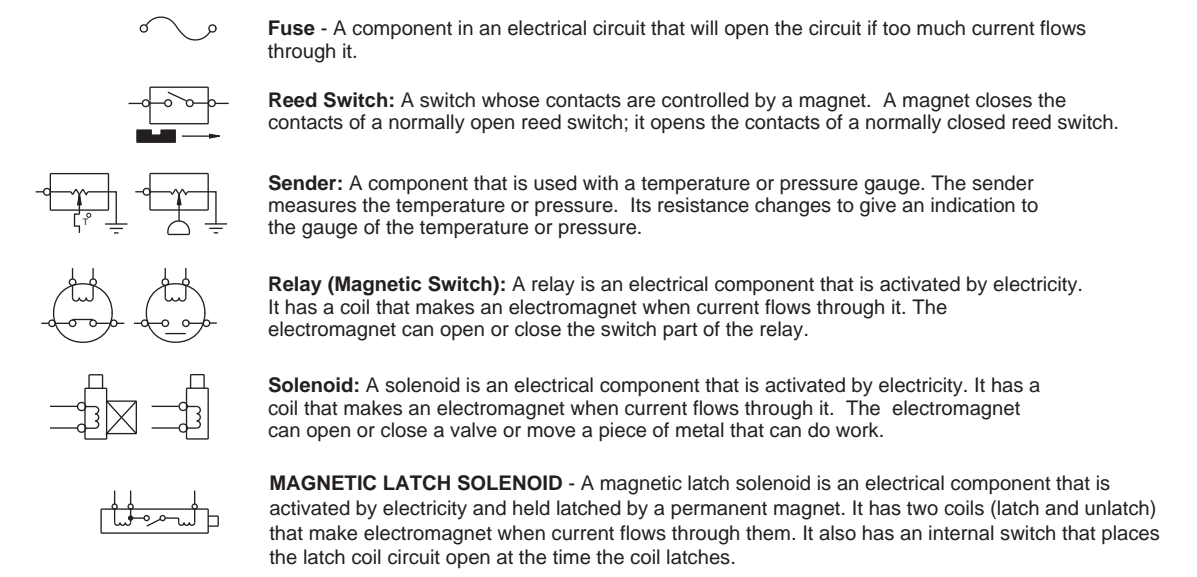 Fuse - A component in an electrical circuit that will open the circuit if too much current flows
through it.
Reed Switch: A switch whose contacts are controlled by a magnet. A magnet closes the
contacts of a normally open reed switch; it opens the contacts of a normally closed reed switch.
Sender: A component that is used with a temperature or pressure gauge. The sender
measures the temperature or pressure. Its resistance changes to give an indication to
the gauge of the temperature or pressure.
T°
Relay (Magnetic Switch): A relay is an electrical component that is activated by electricity.
It has a coil that makes an electromagnet when current flows through it. The
electromagnet can open or close the switch part of the relay.
Solenoid: A solenoid is an electrical component that is activated by electricity. It has a
coil that makes an electromagnet when current flows through it. The electromagnet
can open or close a valve or move a piece of metal that can do work.
MAGNETIC LATCH SOLENOID - A magnetic latch solenoid is an electrical component that is
activated by electricity and held latched by a permanent magnet. It has two coils (latch and unlatch)
that make electromagnet when current flows through them. It also has an internal switch that places
the latch coil circuit open at the time the coil latches.